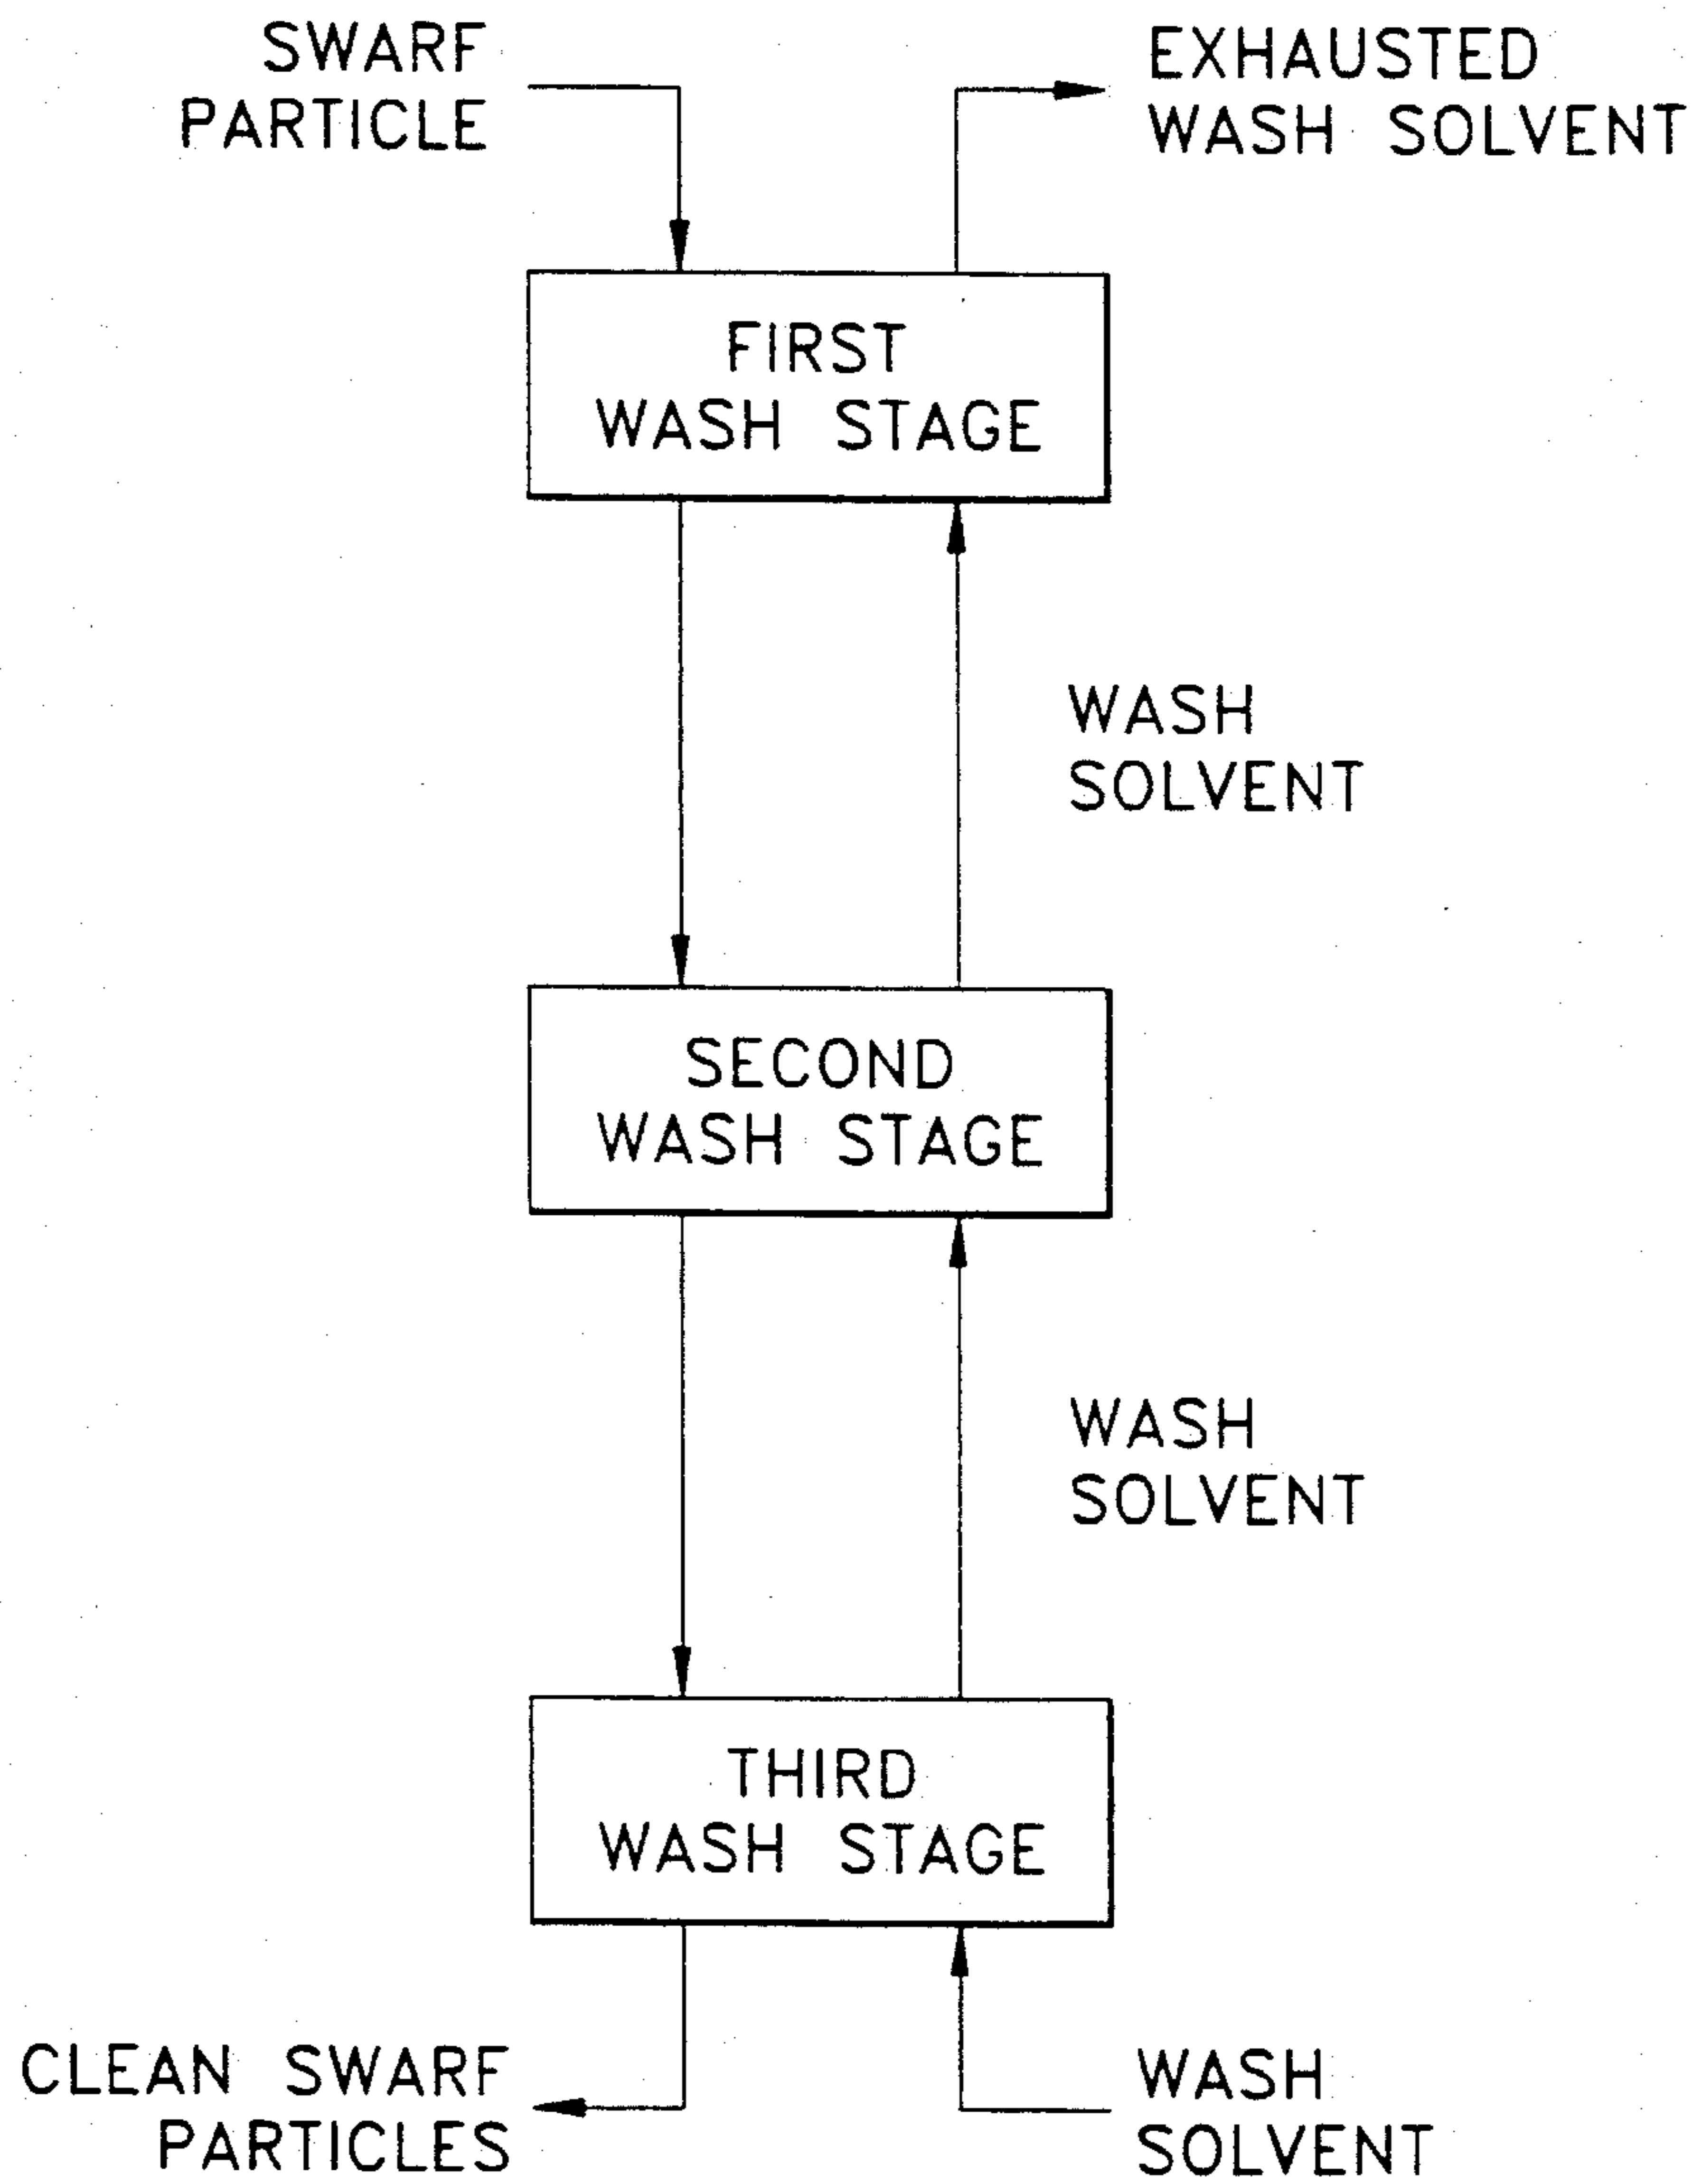 SWARF
PARTICLE
EXHAUSTED
WASH SOLVENT
FIRST
WASH STAGE
WASH
SOLVENT
SECOND
WASH STAGE
WASH
SOLVENT
THIRD
WASH STAGE
CLEAN SWARF
PARTICLES
WASH
SOLVENT